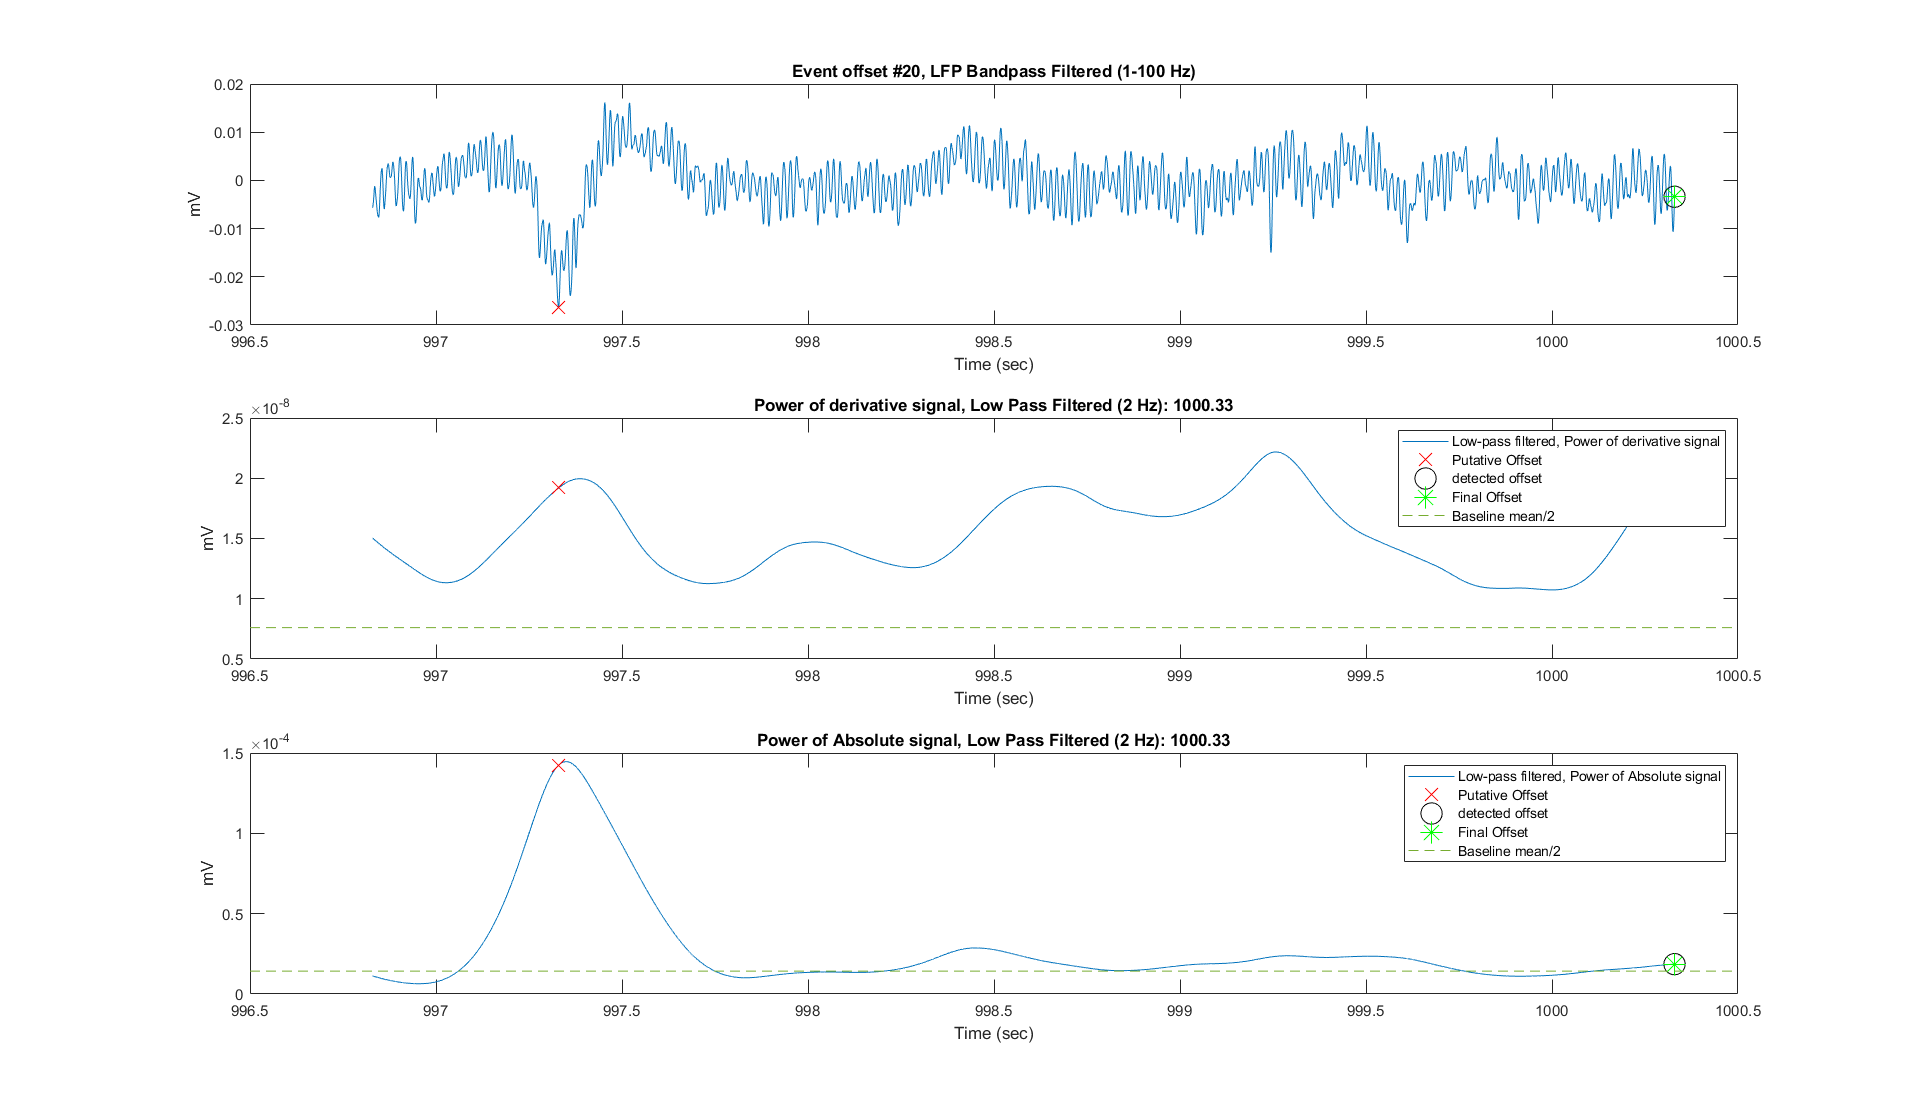 Event offset #20, LFP Bandpass Filtered (1-100 Hz)
0.02
0.01
0
-0.01
-0.02
-0.03
mV
996.5 997 997.5 998 998.5 999 999.5 1000 1000.5
Time (sec)
Power of derivative signal, Low Pass Filtered (2 Hz): 1000.33
×10-8
2.5
2
1.5
1
0.5
mV
Low-pass filtered, Power of derivative signal
Putative Offset
detected offset
Final Offset
Baseline mean/2
996.5 997 997.5 998 998.5 999 999.5 1000 1000.5
Time (sec)
Power of Absolute signal, Low Pass Filtered (2 Hz): 1000.33
×10-4
1.5
1
0.5
0
mV
Low-pass filtered, Power of Absolute signal
Putative Offset
detected offset
Final Offset
Baseline mean/2
996.5 997 997.5 998 998.5 999 999.5 1000 1000.5
Time (sec)